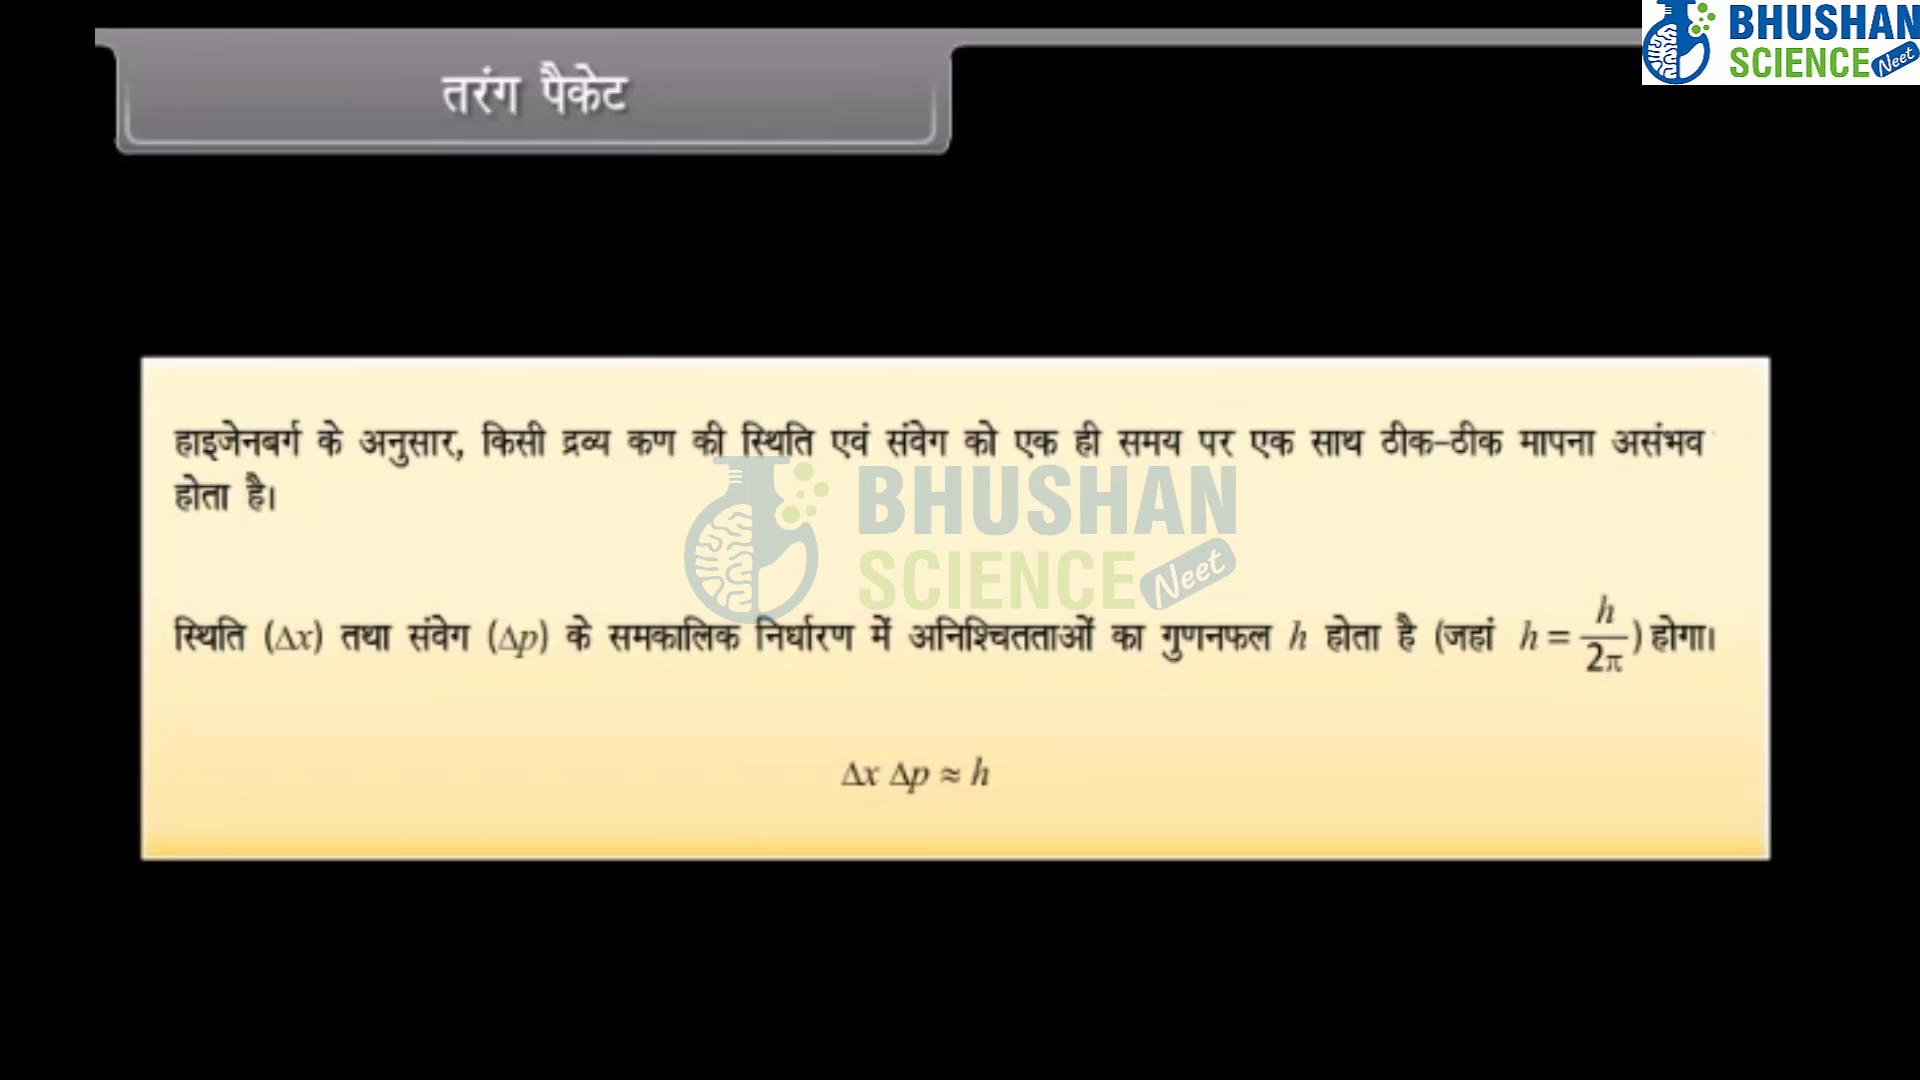 BHUSHAN
SCIENCE Neet
तरंग पैकेट
हाइजेनबर्ग के अनुसार, किसी द्रव्य कण की स्थिति एवं संवेग को एक ही समय पर एक साथ ठीक-ठीक मापना असंभव
होता है।
BHUSHAN
SCIENCE Neet
स्थिति (Δx) तथा संवेग (Δp) के समकालिक निर्धारण में अनिश्चितताओं का गुणनफल h होता है (जहां h = h/2π) होगा।
Δx Δp ≈ h